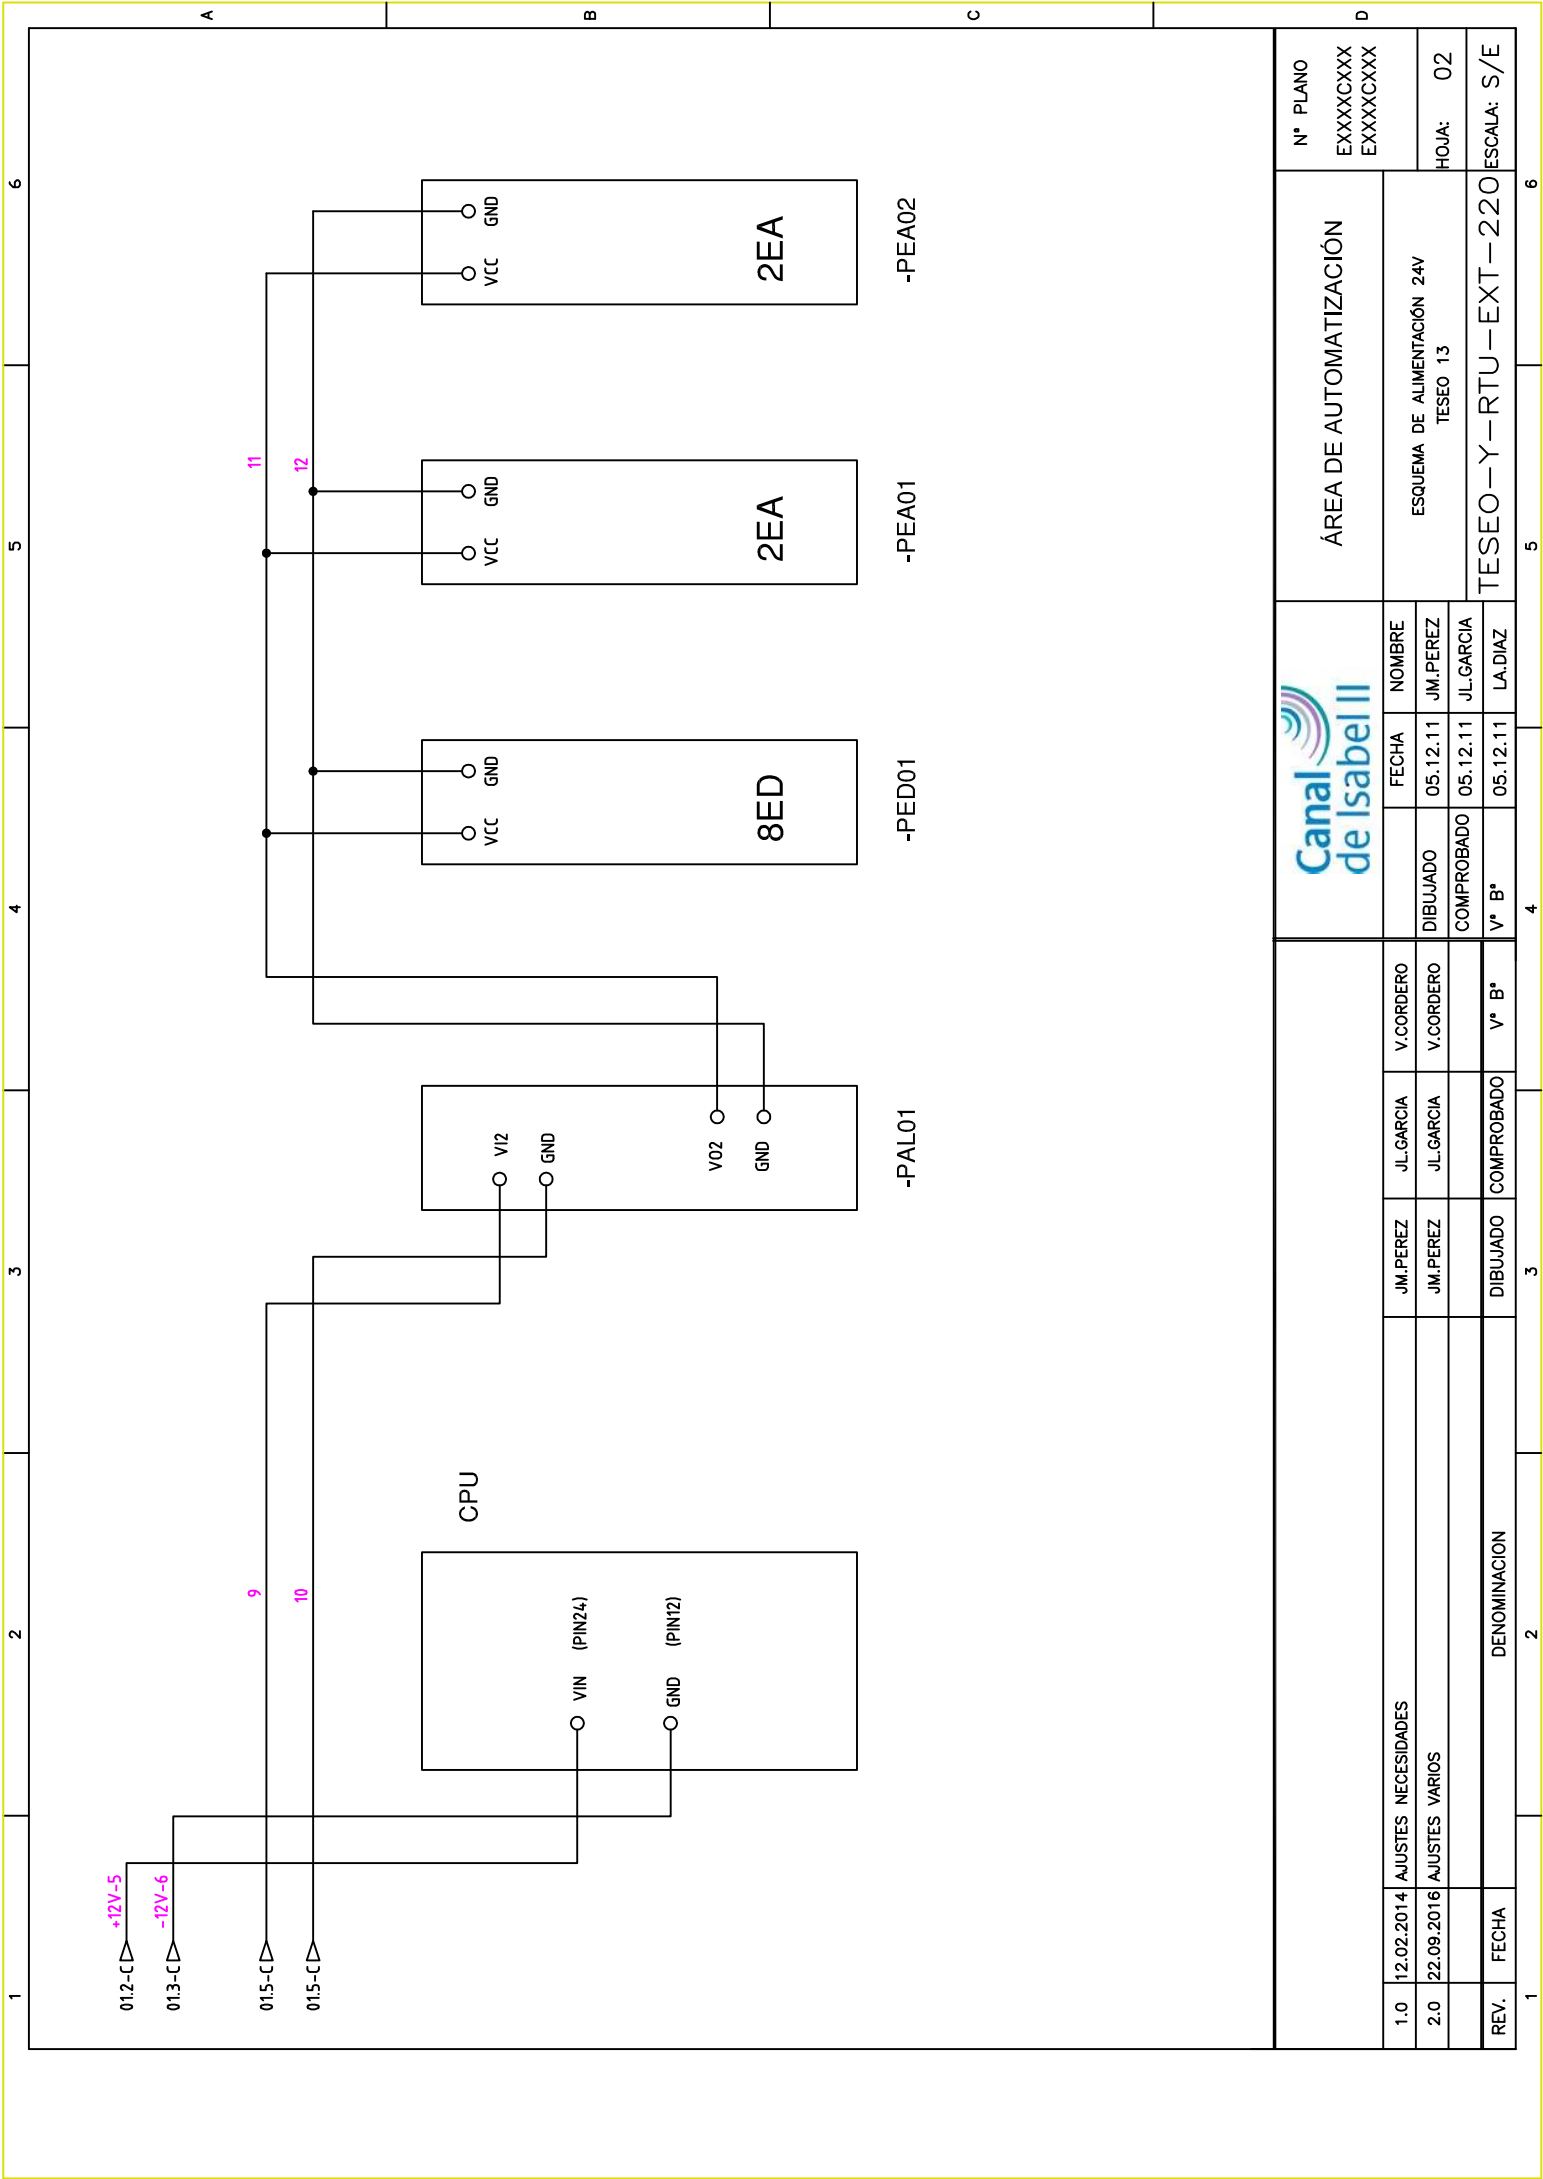 1
2
3
4
5
6
A
B
C
D
01.2-C
+12V-5
01.3-C
-12V-6
01.5-C
9
01.5-C
10
11
12
CPU
VIN (PIN24)
GND (PIN12)
VI2
GND
VO2
GND
-PAL01
VCC
GND
8ED
-PED01
VCC
GND
2EA
-PEA01
VCC
GND
2EA
-PEA02
1.0 12.02.2014 AJUSTES NECESIDADES JM.PEREZ JL.GARCIA V.CORDERO
2.0 22.09.2016 AJUSTES VARIOS JM.PEREZ JL.GARCIA V.CORDERO
REV. FECHA DENOMINACION DIBUJADO COMPROBADO Vº Bº
Canal
de Isabel II
FECHA NOMBRE
DIBUJADO 05.12.11 JM.PEREZ
COMPROBADO 05.12.11 JL.GARCIA
Vº Bº 05.12.11 LA.DIAZ
ÁREA DE AUTOMATIZACIÓN
ESQUEMA DE ALIMENTACIÓN 24V
TESEO 13
TESEO-Y-RTU-EXT-220
Nº PLANO
EXXXXCXXX
EXXXXCXXX
HOJA: 02
ESCALA: S/E
1
2
3
4
5
6